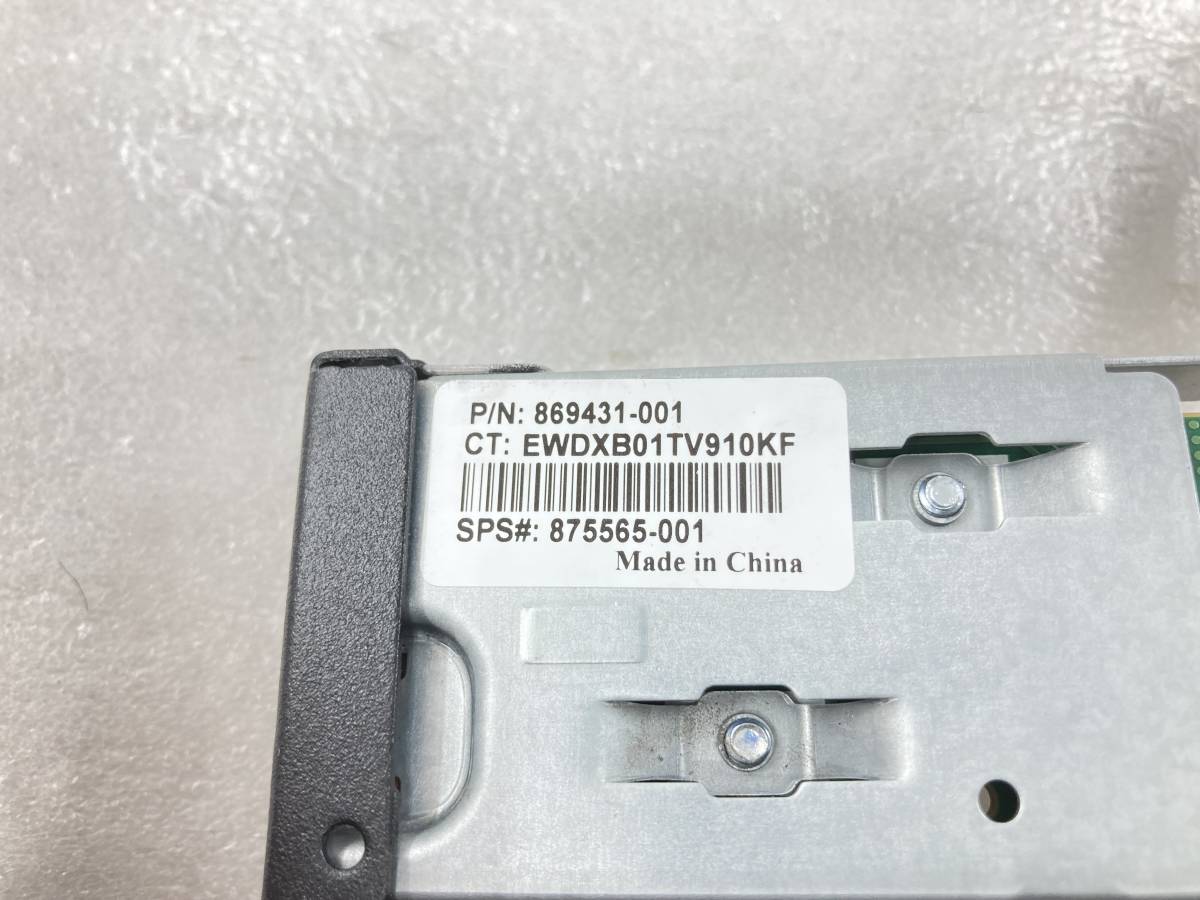 P/N: 869431-001
CT: EWDXB01TV910KF
SPS#: 875565-001
Made in China